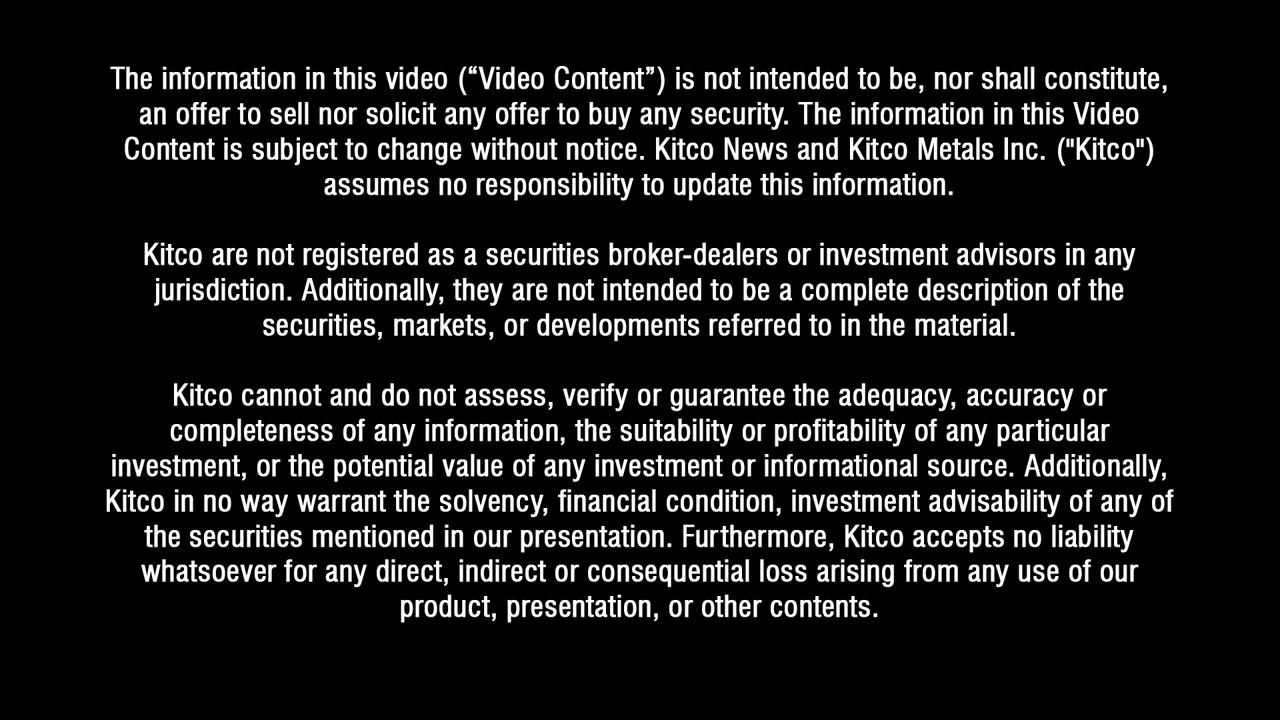 The information in this video (“Video Content”) is not intended to be, nor shall constitute,
an offer to sell nor solicit any offer to buy any security. The information in this Video
Content is subject to change without notice. Kitco News and Kitco Metals Inc. ("Kitco")
assumes no responsibility to update this information.
Kitco are not registered as a securities broker-dealers or investment advisors in any
jurisdiction. Additionally, they are not intended to be a complete description of the
securities, markets, or developments referred to in the material.
Kitco cannot and do not assess, verify or guarantee the adequacy, accuracy or
completeness of any information, the suitability or profitability of any particular
investment, or the potential value of any investment or informational source. Additionally,
Kitco in no way warrant the solvency, financial condition, investment advisability of any of
the securities mentioned in our presentation. Furthermore, Kitco accepts no liability
whatsoever for any direct, indirect or consequential loss arising from any use of our
product, presentation, or other contents.